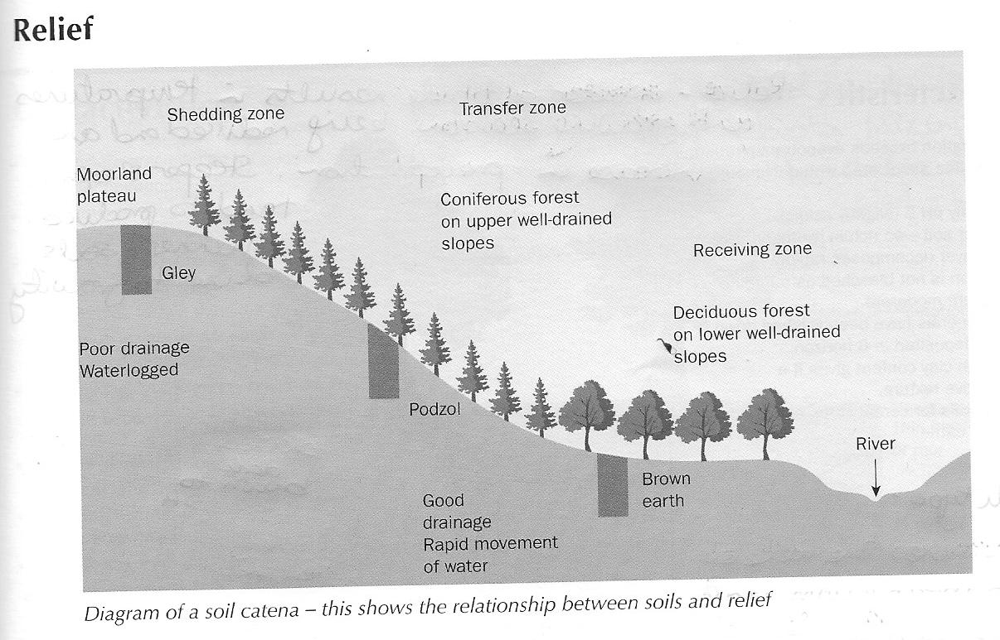 Relief
Shedding zone
Transfer zone
Moorland
plateau
Coniferous forest
on upper well-drained
slopes
Receiving zone
Gley
Deciduous forest
on lower well-drained
slopes
Poor drainage
Waterlogged
Podzol
River
Brown
earth
Good
drainage
Rapid movement
of water
Diagram of a soil catena – this shows the relationship between soils and relief